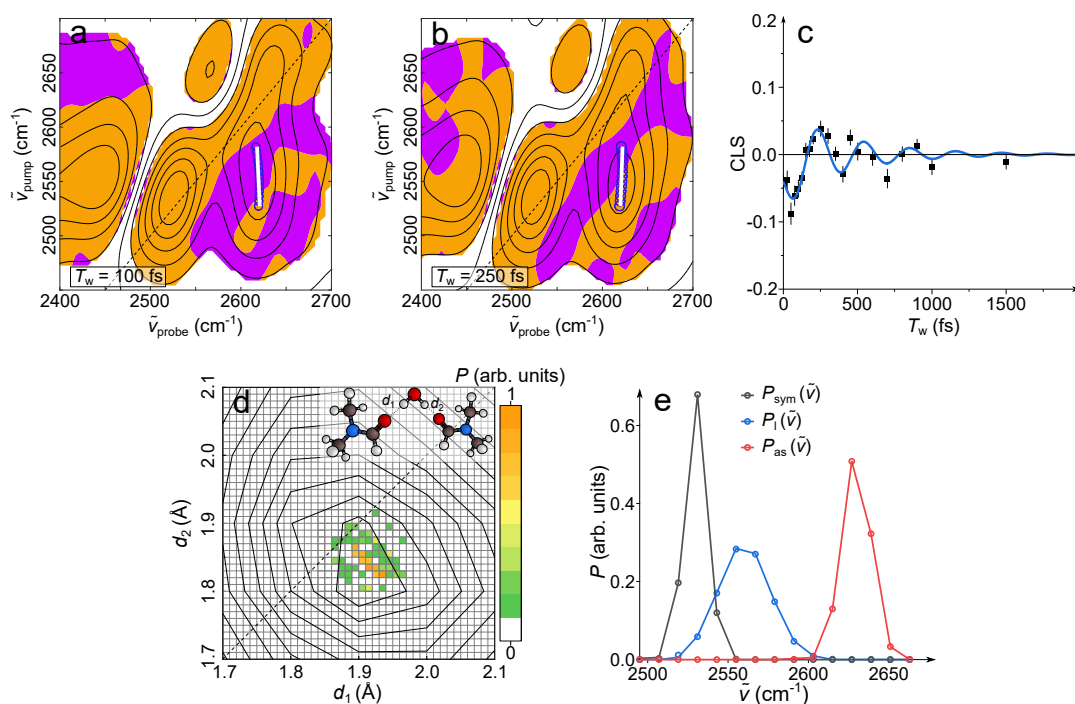 a
ṽpump (cm⁻¹)
2650
2600
2550
2500
Tw = 100 fs
2400
2500
2600
2700
ṽprobe (cm⁻¹)
b
ṽpump (cm⁻¹)
2650
2600
2550
2500
Tw = 250 fs
2400
2500
2600
2700
ṽprobe (cm⁻¹)
c
CLS
0.2
0.1
0.0
-0.1
-0.2
0
500
1000
1500
Tw (fs)
d
P (arb. units)
1
0
d1
d2
d2 (Å)
2.1
2.0
1.9
1.8
1.7
1.7
1.8
1.9
2.0
2.1
d1 (Å)
e
Psym(ṽ)
Pl(ṽ)
Pas(ṽ)
P (arb. units)
0.6
0.4
0.2
0.0
2500
2550
2600
2650
ṽ (cm⁻¹)